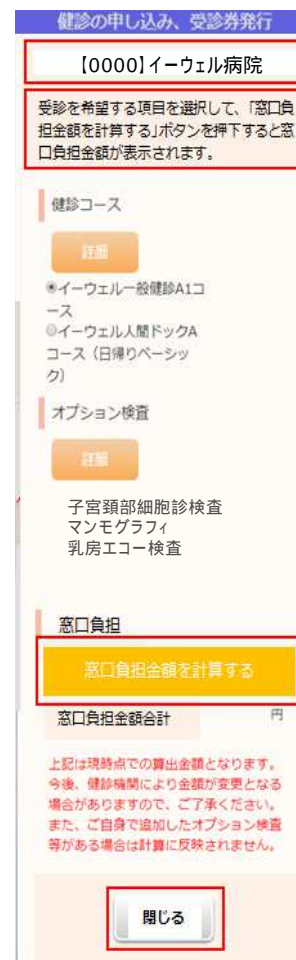 健診の申し込み、受診券発行
【0000】イーウェル病院
受診を希望する項目を選択して、「窓口負
担金額を計算する」ボタンを押下すると窓
口負担金額が表示されます。
健診コース
詳細
イーウェル一般健診A1コ
ース
イーウェル人間ドックA
コース（日帰りベーシッ
ク）
オプション検査
詳細
子宮頚部細胞診検査
マンモグラフィ
乳房エコー検査
窓口負担
窓口負担金額を計算する
窓口負担金額合計 円
上記は現時点での算出金額となります。
今後、健診機関により金額が変更となる
場合がありますので、ご了承ください。
また、ご自身で追加したオプション検査
等がある場合は計算に反映されません。
閉じる